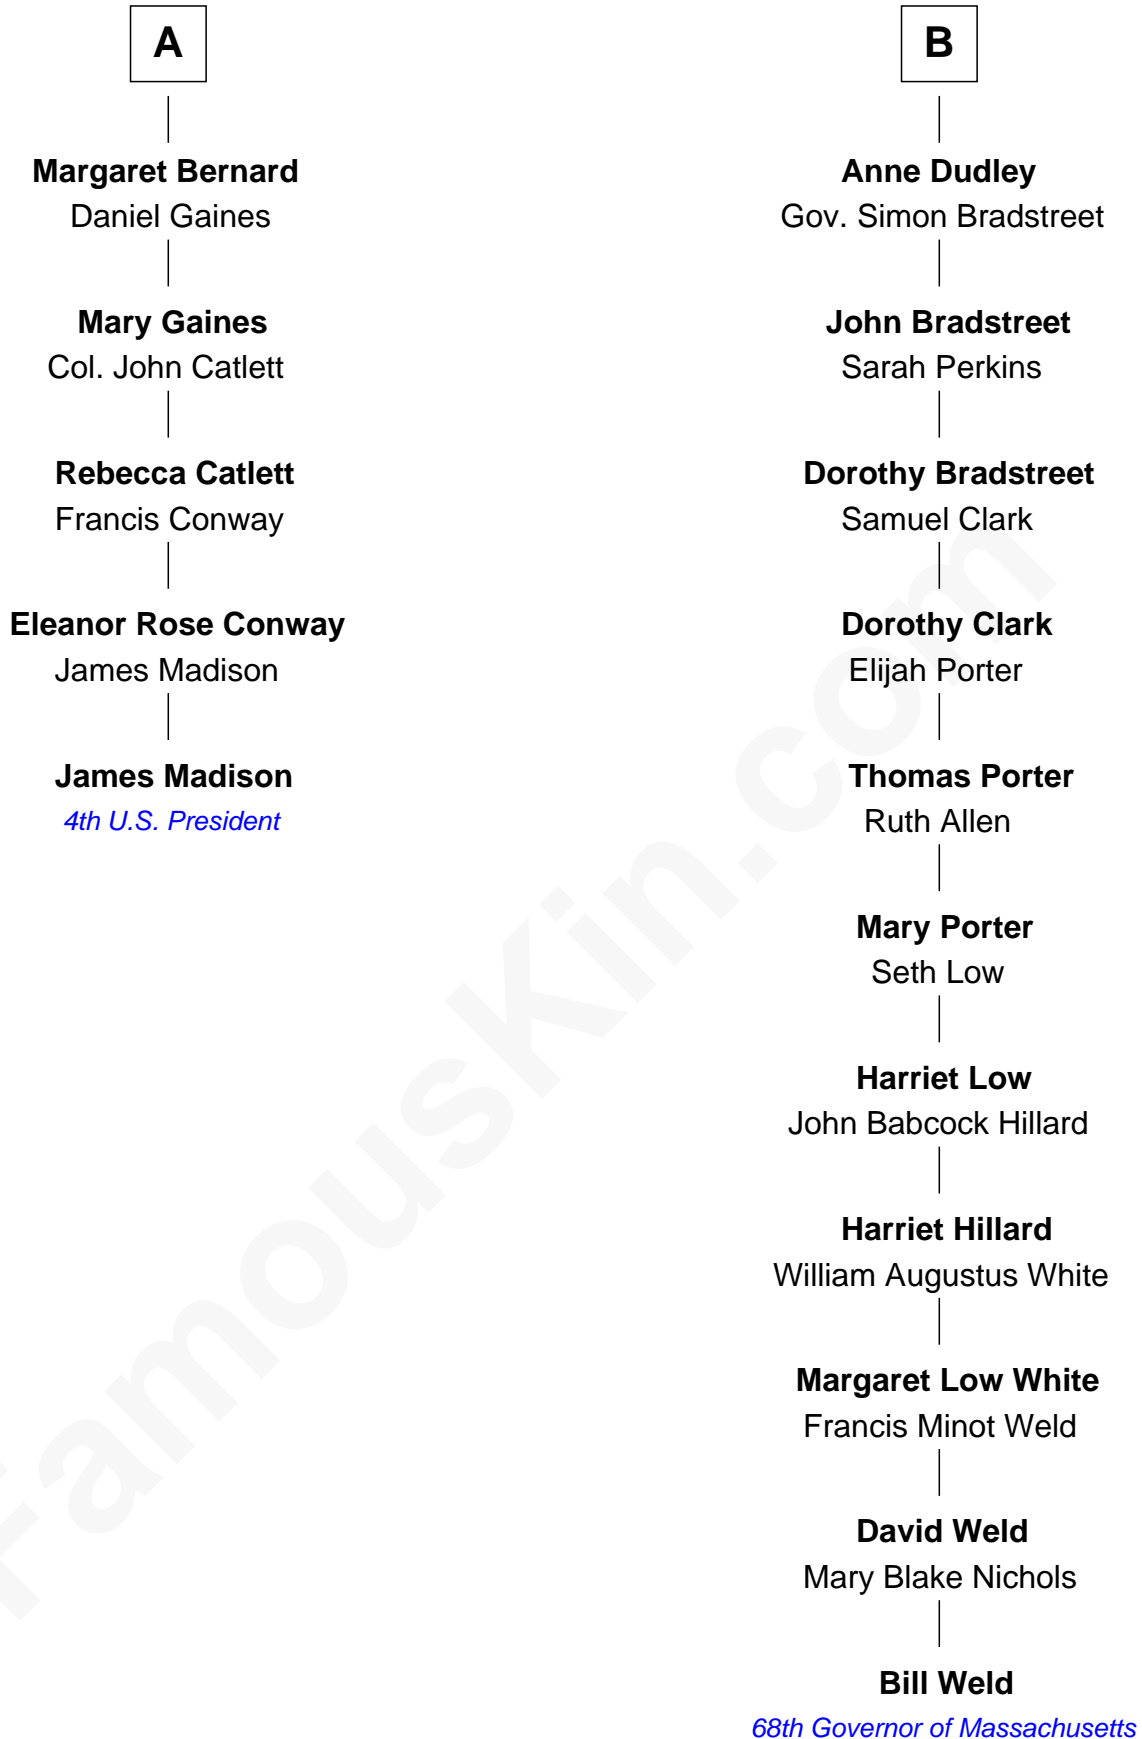 A
Margaret Bernard
Daniel Gaines
Mary Gaines
Col. John Catlett
Rebecca Catlett
Francis Conway
Eleanor Rose Conway
James Madison
James Madison
4th U.S. President
B
Anne Dudley
Gov. Simon Bradstreet
John Bradstreet
Sarah Perkins
Dorothy Bradstreet
Samuel Clark
Dorothy Clark
Elijah Porter
Thomas Porter
Ruth Allen
Mary Porter
Seth Low
Harriet Low
John Babcock Hillard
Harriet Hillard
William Augustus White
Margaret Low White
Francis Minot Weld
David Weld
Mary Blake Nichols
Bill Weld
68th Governor of Massachusetts
FamousKin.com